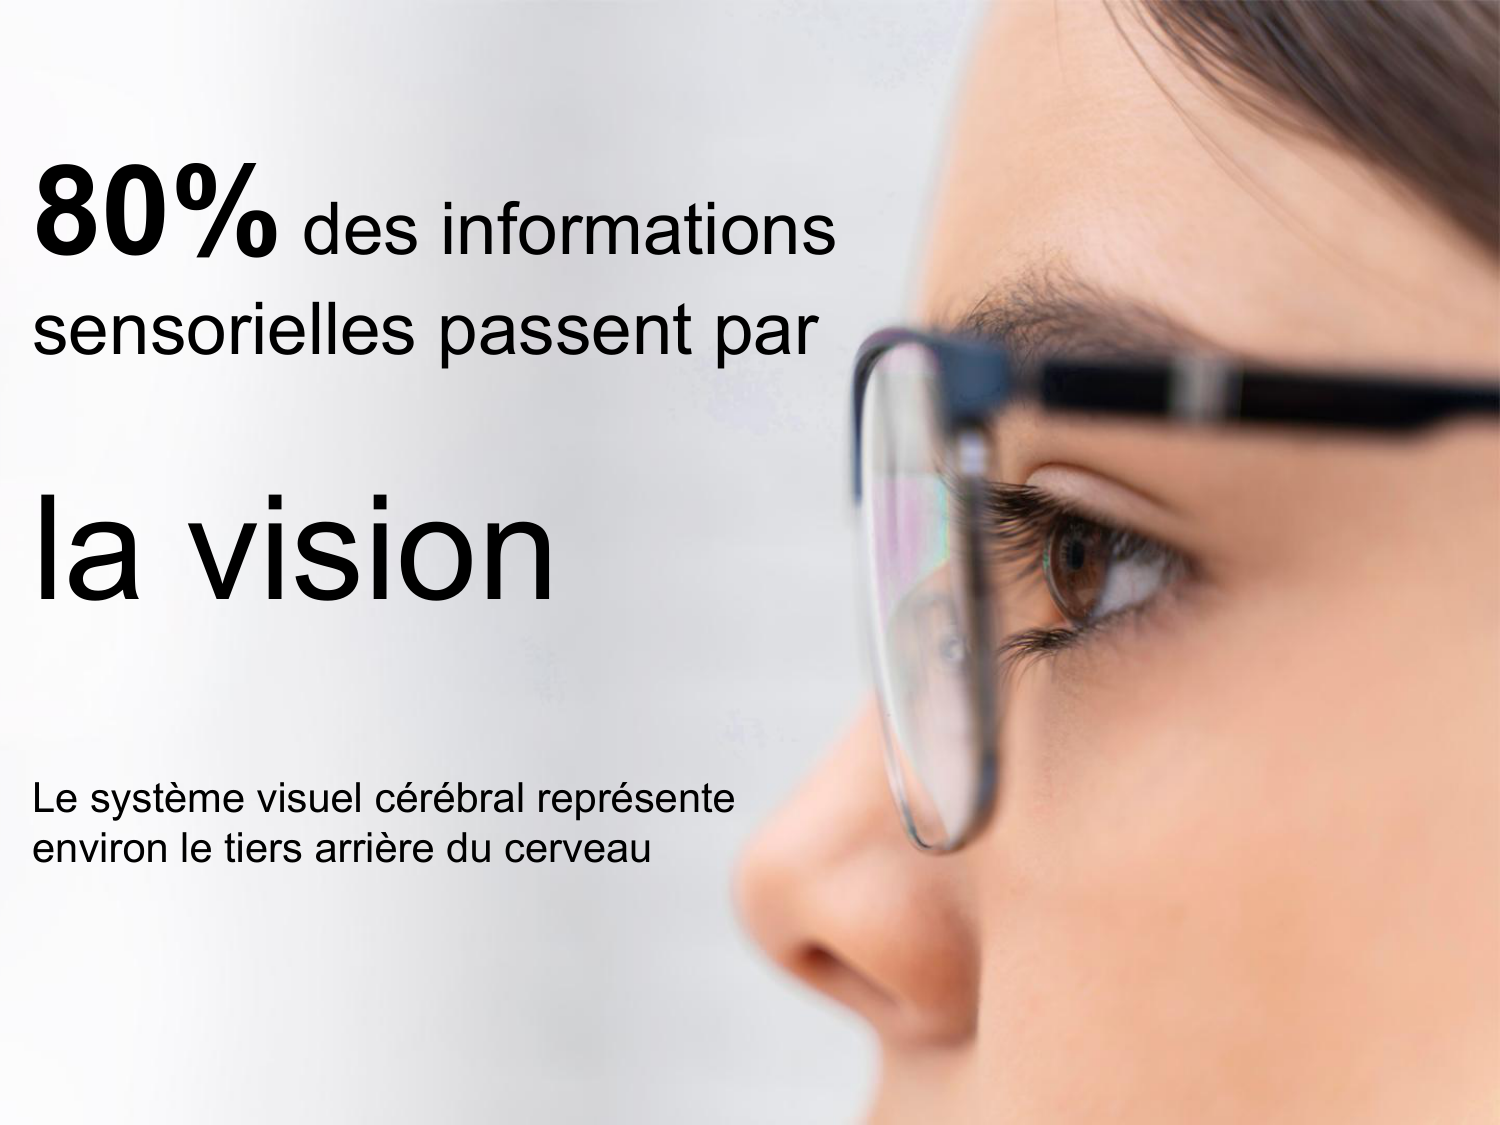 80% des informations
sensorielles passent par
la vision
Le système visuel cérébral représente
environ le tiers arrière du cerveau